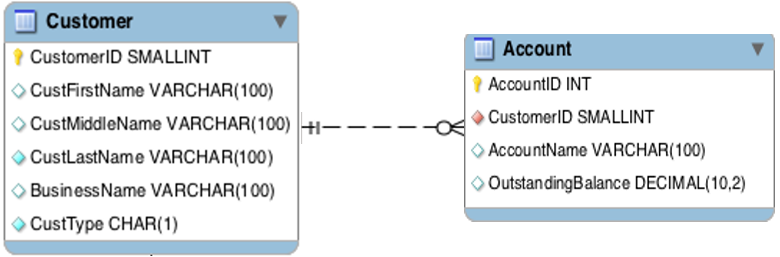 Customer
CustomerID SMALLINT
CustFirstName VARCHAR(100)
CustMiddleName VARCHAR(100)
CustLastName VARCHAR(100)
BusinessName VARCHAR(100)
CustType CHAR(1)
Account
AccountID INT
CustomerID SMALLINT
AccountName VARCHAR(100)
OutstandingBalance DECIMAL(10,2)